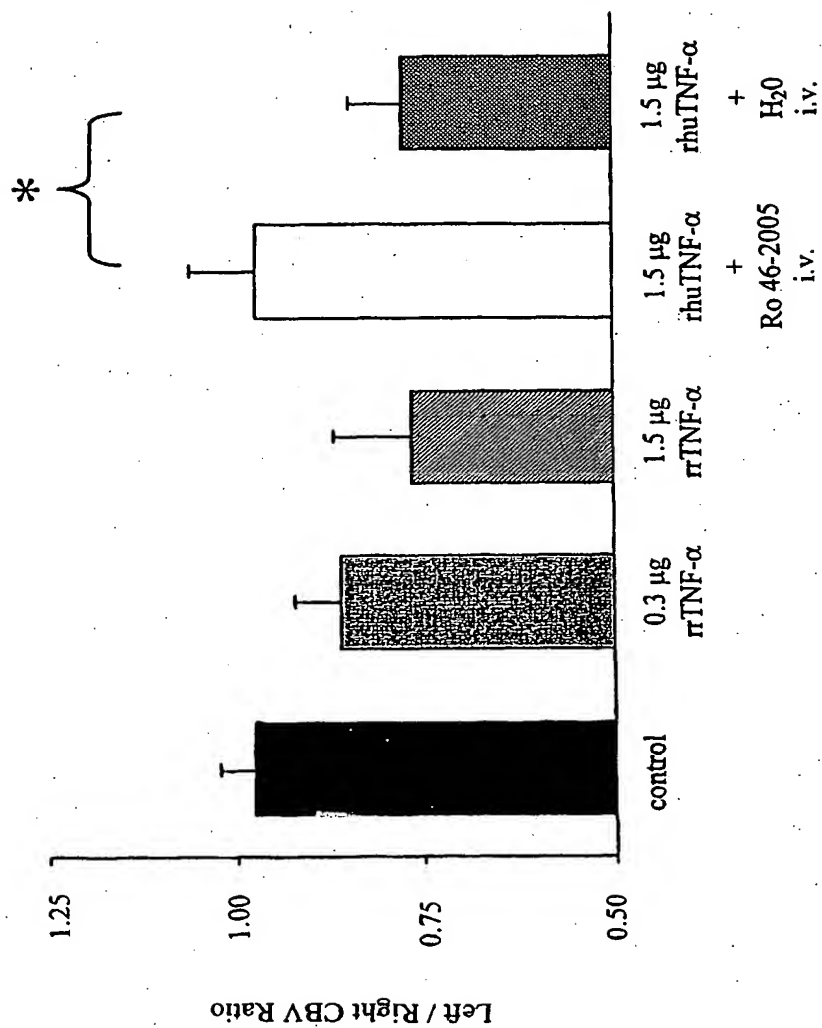 Left / Right CBV Ratio
1.25
1.00
0.75
0.50
*
control
0.3 µg
rrTNF-α
1.5 µg
rrTNF-α
1.5 µg
rhuTNF-α
+
Ro 46-2005
i.v.
1.5 µg
rhuTNF-α
+
H₂0
i.v.